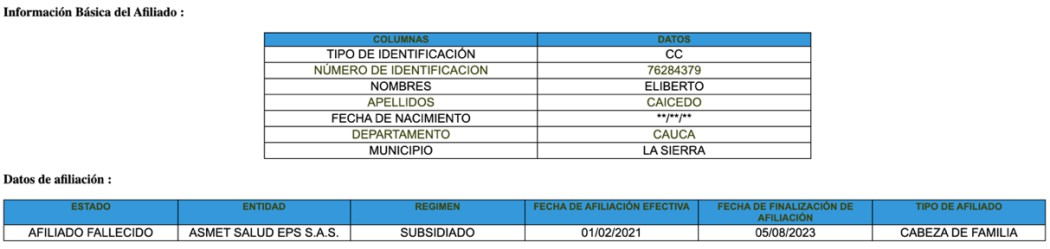 Información Básica del Afiliado :
COLUMNAS DATOS
TIPO DE IDENTIFICACIÓN CC
NÚMERO DE IDENTIFICACION 76284379
NOMBRES ELIBERTO
APELLIDOS CAICEDO
FECHA DE NACIMIENTO **/**/**
DEPARTAMENTO CAUCA
MUNICIPIO LA SIERRA
Datos de afiliación :
ESTADO ENTIDAD REGIMEN FECHA DE AFILIACIÓN EFECTIVA FECHA DE FINALIZACIÓN DE AFILIACIÓN TIPO DE AFILIADO
AFILIADO FALLECIDO ASMET SALUD EPS S.A.S. SUBSIDIADO 01/02/2021 05/08/2023 CABEZA DE FAMILIA